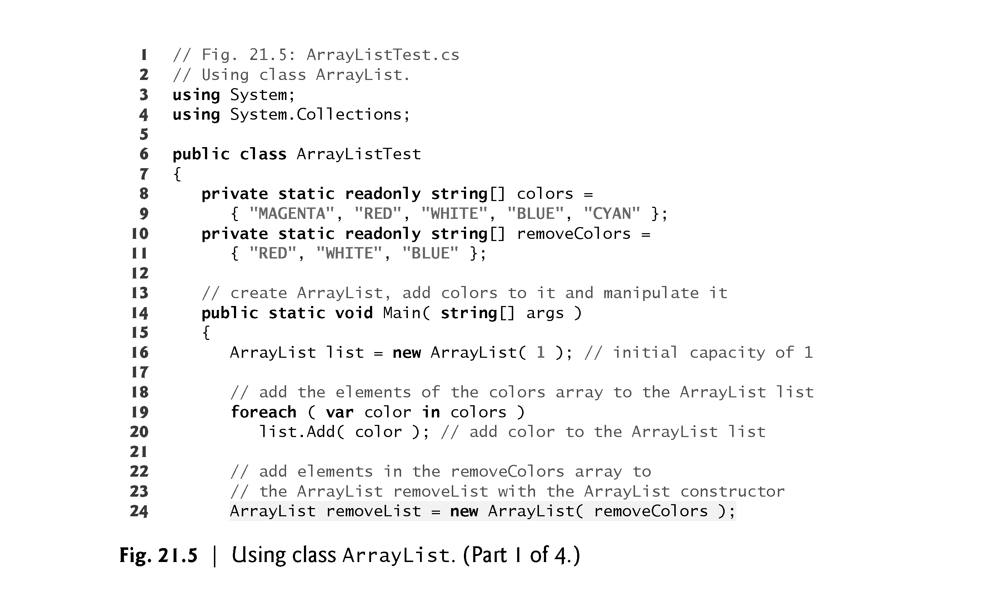 1 // Fig. 21.5: ArrayListTest.cs
2 // Using class ArrayList.
3 using System;
4 using System.Collections;
5
6 public class ArrayListTest
7 {
8 private static readonly string[] colors =
9 { "MAGENTA", "RED", "WHITE", "BLUE", "CYAN" };
10 private static readonly string[] removeColors =
11 { "RED", "WHITE", "BLUE" };
12
13 // create ArrayList, add colors to it and manipulate it
14 public static void Main( string[] args )
15 {
16 ArrayList list = new ArrayList( 1 ); // initial capacity of 1
17
18 // add the elements of the colors array to the ArrayList list
19 foreach ( var color in colors )
20 list.Add( color ); // add color to the ArrayList list
21
22 // add elements in the removeColors array to
23 // the ArrayList removeList with the ArrayList constructor
24 ArrayList removeList = new ArrayList( removeColors );
Fig. 21.5 | Using class ArrayList. (Part 1 of 4.)